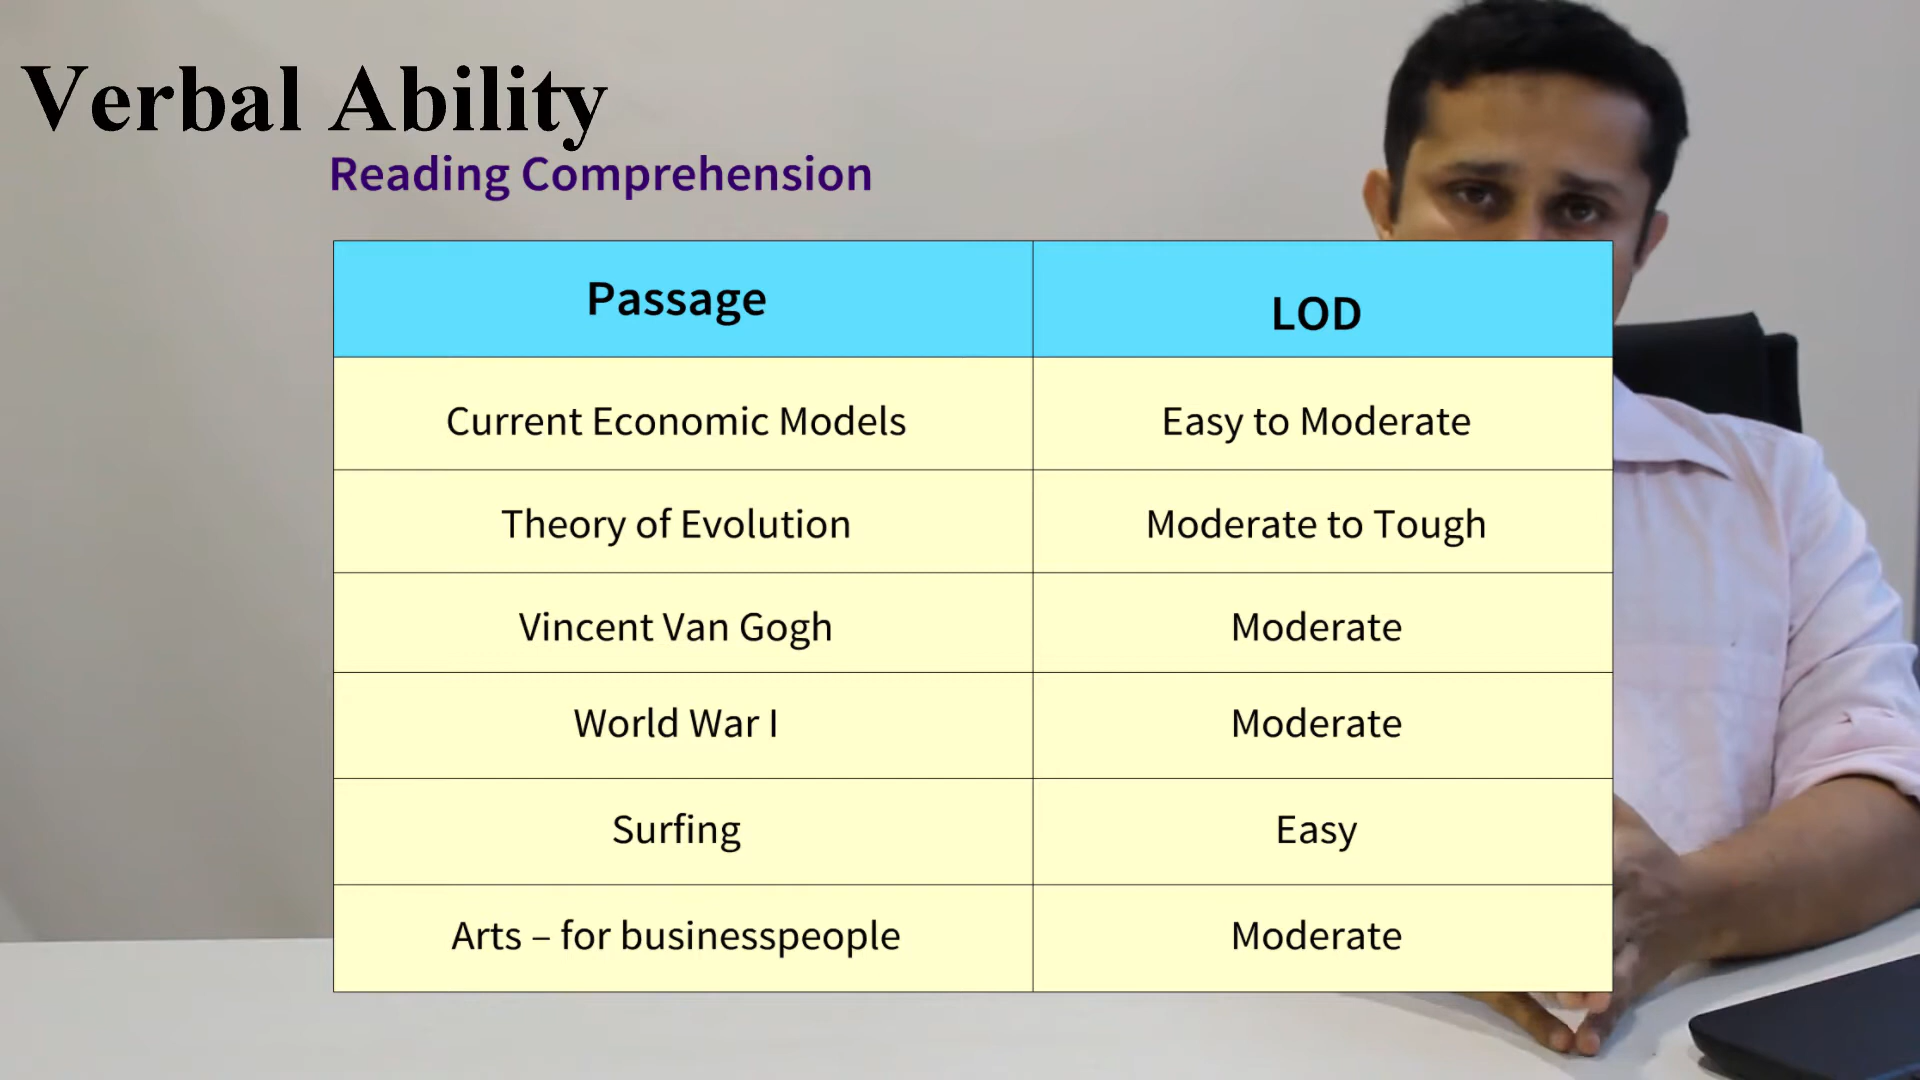 Verbal Ability
Reading Comprehension
Passage LOD
Current Economic Models Easy to Moderate
Theory of Evolution Moderate to Tough
Vincent Van Gogh Moderate
World War I Moderate
Surfing Easy
Arts – for businesspeople Moderate